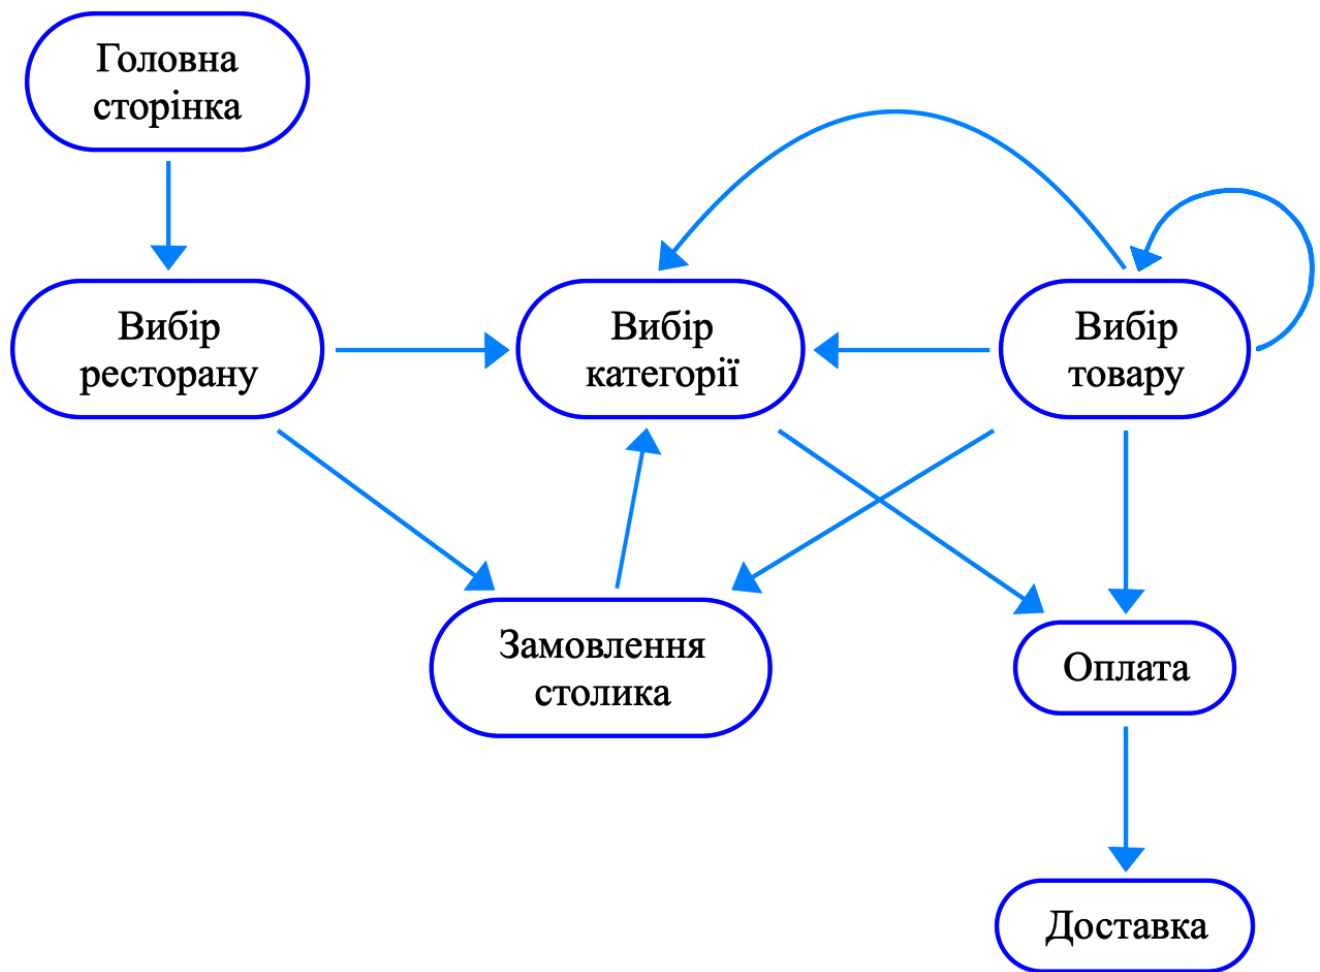 Головна
сторінка
Вибір
ресторану
Вибір
категорії
Вибір
товару
Замовлення
столика
Оплата
Доставка